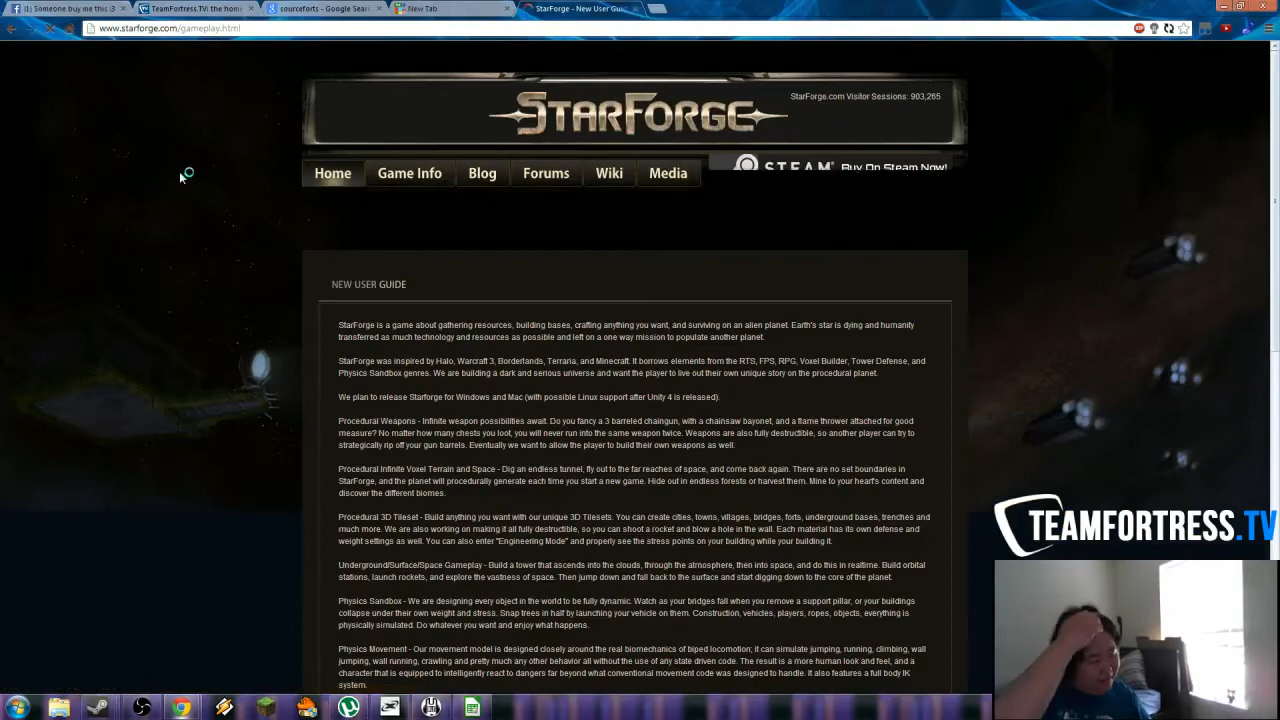 (1) Someone buy me this :3
TeamFortress.TV: the hom
sourceforts - Google Sear
New Tab
StarForge - New User Guid
www.starforge.com/gameplay.html
STARFORGE
StarForge.com Visitor Sessions: 903,265
Home
Game Info
Blog
Forums
Wiki
Media
STEAM Buy On Steam Now!
NEW USER GUIDE
StarForge is a game about gathering resources, building bases, crafting anything you want, and surviving on an alien planet. Earth's star is dying and humanity
transferred as much technology and resources as possible and left on a one way mission to populate another planet.
StarForge was inspired by Halo, Warcraft 3, Borderlands, Terraria, and Minecraft. It borrows elements from the RTS, FPS, RPG, Voxel Builder, Tower Defense, and
Physics Sandbox genres. We are building a dark and serious universe and want the player to live out their own unique story on the procedural planet.
We plan to release Starforge for Windows and Mac (with possible Linux support after Unity 4 is released).
Procedural Weapons - Infinite weapon possibilities await. Do you fancy a 3 barreled chaingun, with a chainsaw bayonet, and a flame thrower attached for good
measure? No matter how many chests you loot, you will never run into the same weapon twice. Weapons are also fully destructible, so another player can try to
strategically rip off your gun barrels. Eventually we want to allow the player to build their own weapons as well.
Procedural Infinite Voxel Terrain and Space - Dig an endless tunnel, fly out to the far reaches of space, and come back again. There are no set boundaries in
StarForge, and the planet will procedurally generate each time you start a new game. Hide out in endless forests or harvest them. Mine to your heart's content and
discover the different biomes.
Procedural 3D Tileset - Build anything you want with our unique 3D Tilesets. You can create cities, towns, villages, bridges, forts, underground bases, trenches and
much more. We are also working on making it all fully destructible, so you can shoot a rocket and blow a hole in the wall. Each material has its own defense and
weight settings as well. You can also enter "Engineering Mode" and properly see the stress points on your building while your building it.
Underground/Surface/Space Gameplay - Build a tower that ascends into the clouds, through the atmosphere, then into space, and do this in realtime. Build orbital
stations, launch rockets, and explore the vastness of space. Then jump down and fall back to the surface and start digging down to the core of the planet.
Physics Sandbox - We are designing every object in the world to be fully dynamic. Watch as your bridges fall when you remove a support pillar, or your buildings
collapse under their own weight and stress. Snap trees in half by launching your vehicle on them. Construction, vehicles, players, ropes, objects, everything is
physically simulated. Do whatever you want and enjoy what happens.
Physics Movement - Our movement model is designed closely around the real biomechanics of biped locomotion; it can simulate jumping, running, climbing, wall
jumping, wall running, crawling and pretty much any other behavior all without the use of any state driven code. The result is a more human look and feel, and a
character that is equipped to intelligently react to dangers far beyond what conventional movement code was designed to handle. It also features a full body IK
system.
TEAMFORTRESS.TV